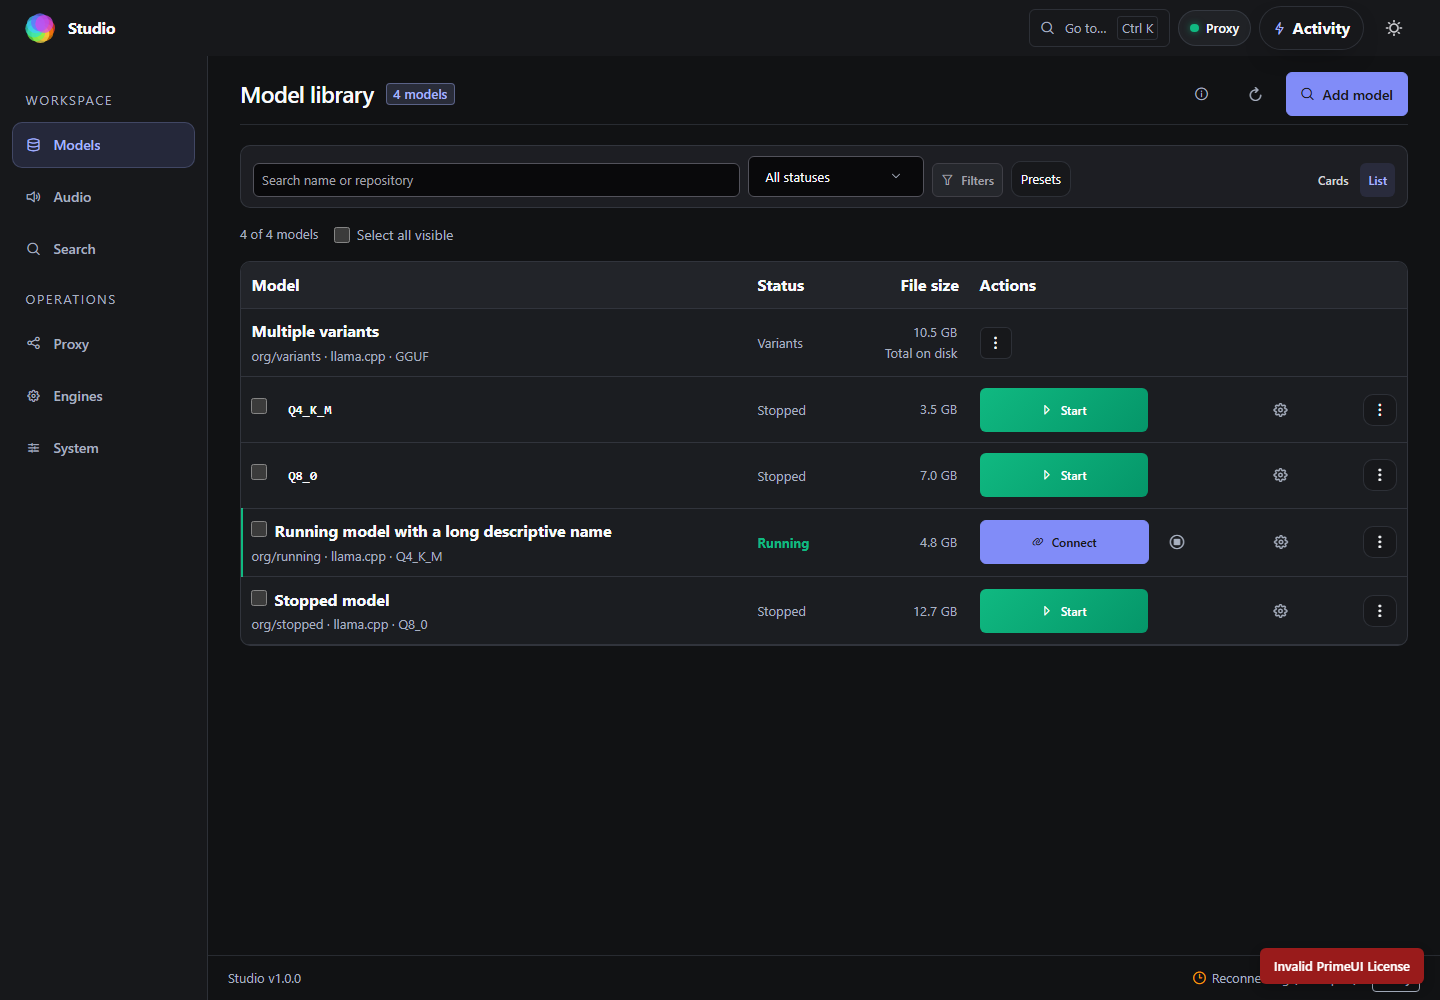 Studio
Go to... Ctrl K
Proxy
Activity
WORKSPACE
Models
Audio
Search
OPERATIONS
Proxy
Engines
System
Model library 4 models
Add model
Search name or repository
All statuses
Filters
Presets
Cards List
4 of 4 models Select all visible
Model Status File size Actions
Multiple variants
org/variants · llama.cpp · GGUF
Variants
10.5 GB
Total on disk
Q4_K_M Stopped 3.5 GB Start
Q8_0 Stopped 7.0 GB Start
Running model with a long descriptive name
org/running · llama.cpp · Q4_K_M
Running 4.8 GB Connect
Stopped model
org/stopped · llama.cpp · Q8_0
Stopped 12.7 GB Start
Studio v1.0.0
Invalid PrimeUI License